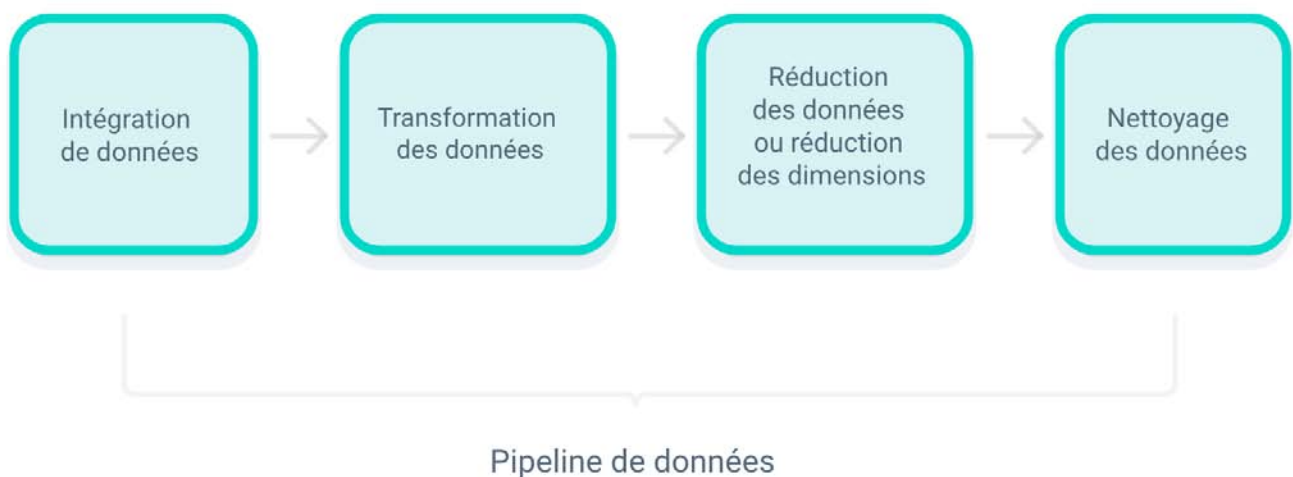 Intégration
de données
Transformation
des données
Réduction
des données
ou réduction
des dimensions
Nettoyage
des données
Pipeline de données